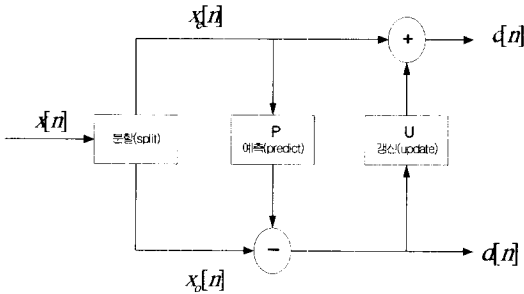 xₑ[n]
+
c[n]
x[n]
분할(split)
P
예측(predict)
U
갱신(update)
−
d[n]
xₒ[n]